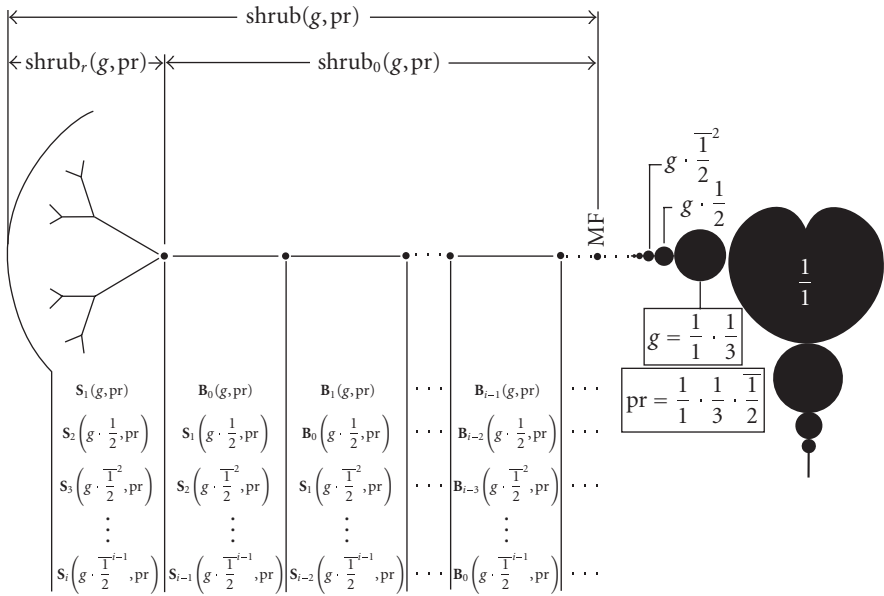 shrub(g,pr)
shrub_r(g,pr) shrub_0(g,pr)
g · \overline{1}/2^2
g · 1/2
MF
1/1
g = 1/1 · 1/3
pr = 1/1 · 1/3 · \overline{1}/2
S_1(g,pr) B_0(g,pr) B_1(g,pr) · · · · B_{i−1}(g,pr) · · ·
S_2(g · 1/2,pr) S_1(g · 1/2,pr) B_0(g · 1/2,pr) · · · · B_{i−2}(g · 1/2,pr) · · ·
S_3(g · \overline{1}/2^2,pr) S_2(g · \overline{1}/2^2,pr) S_1(g · \overline{1}/2^2,pr) · · · · B_{i−3}(g · \overline{1}/2^2,pr) · · ·
S_i(g · \overline{1}/2^{i−1},pr) S_{i−1}(g · \overline{1}/2^{i−1},pr) S_{i−2}(g · \overline{1}/2^{i−1},pr) · · · · B_0(g · \overline{1}/2^{i−1},pr) · · ·